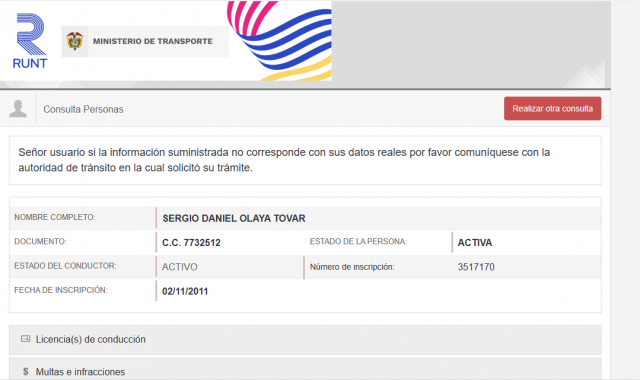 RUNT
MINISTERIO DE TRANSPORTE
Consulta Personas
Realizar otra consulta
Señor usuario si la información suministrada no corresponde con sus datos reales por favor comuníquese con la
autoridad de tránsito en la cual solicitó su trámite.
NOMBRE COMPLETO: SERGIO DANIEL OLAYA TOVAR
DOCUMENTO: C.C. 7732512 ESTADO DE LA PERSONA: ACTIVA
ESTADO DEL CONDUCTOR: ACTIVO Número de inscripción: 3517170
FECHA DE INSCRIPCIÓN: 02/11/2011
Licencia(s) de conducción
$ Multas e infracciones